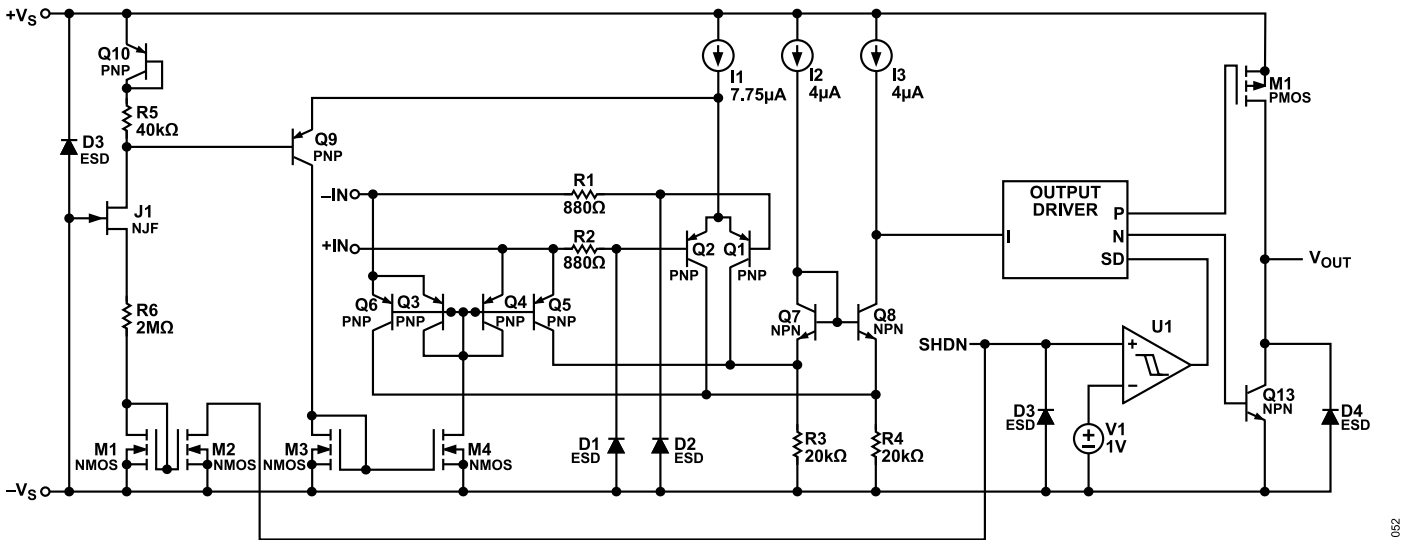 +VS
Q10
PNP
R5
40kΩ
D3
ESD
J1
NJF
R6
2MΩ
M1
NMOS
M2
NMOS
–VS
Q9
PNP
–IN
+IN
R1
880Ω
R2
880Ω
Q6
PNP
Q3
PNP
Q4
PNP
Q5
PNP
M3
NMOS
M4
NMOS
I1
7.75µA
I2
4µA
I3
4µA
Q2
PNP
Q1
PNP
D1
ESD
D2
ESD
Q7
NPN
Q8
NPN
R3
20kΩ
R4
20kΩ
OUTPUT
DRIVER
I
P
N
SD
SHDN
U1
+
–
D3
ESD
V1
1V
M1
PMOS
VOUT
Q13
NPN
D4
ESD
052